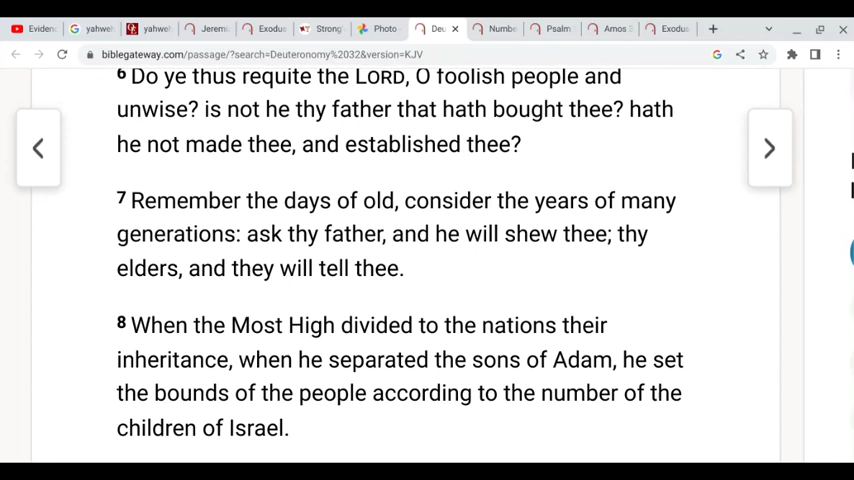 Evidenc
yahweh
yahweh
Jeremi
Exodus
Strong'
Photo -
Deu
Numbe
Psalm
Amos 5
Exodus
biblegateway.com/passage/?search=Deuteronomy%2032&version=KJV
6 Do ye thus requite the LORD, O foolish people and
unwise? is not he thy father that hath bought thee? hath
he not made thee, and established thee?
7 Remember the days of old, consider the years of many
generations: ask thy father, and he will shew thee; thy
elders, and they will tell thee.
8 When the Most High divided to the nations their
inheritance, when he separated the sons of Adam, he set
the bounds of the people according to the number of the
children of Israel.